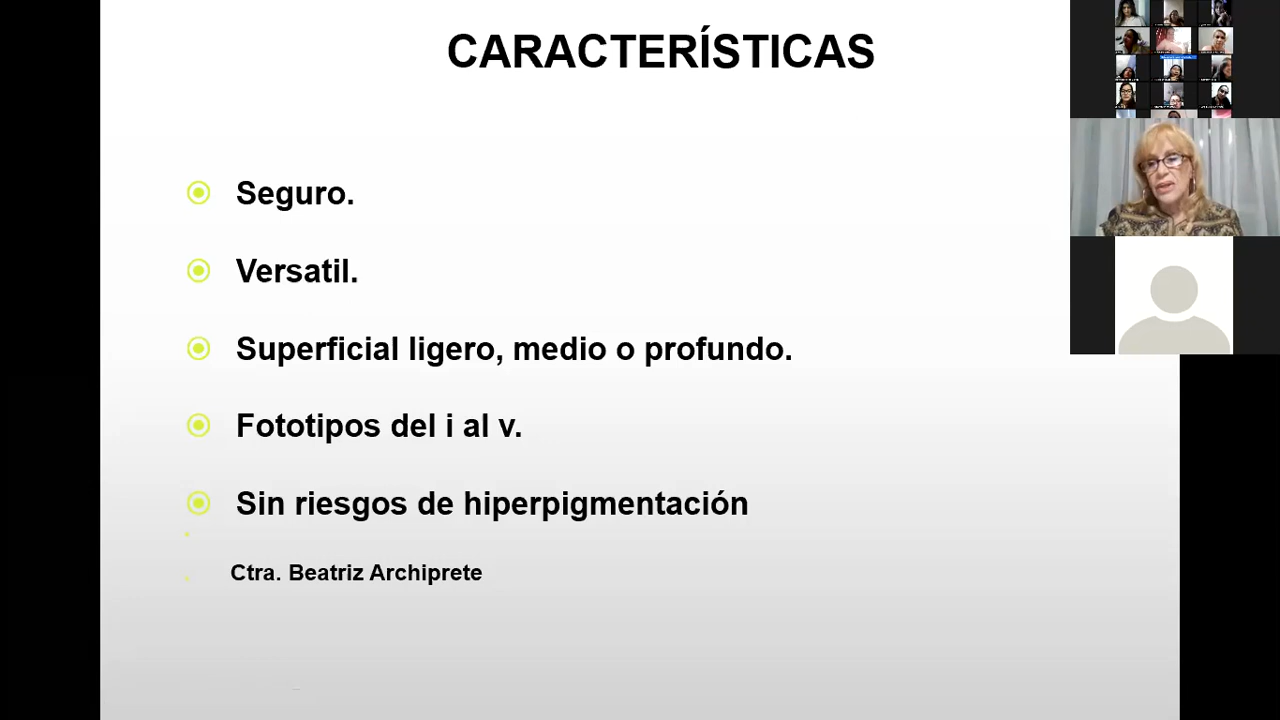 CARACTERÍSTICAS
Seguro.
Versatil.
Superficial ligero, medio o profundo.
Fototipos del i al v.
Sin riesgos de hiperpigmentación
Ctra. Beatriz Archiprete